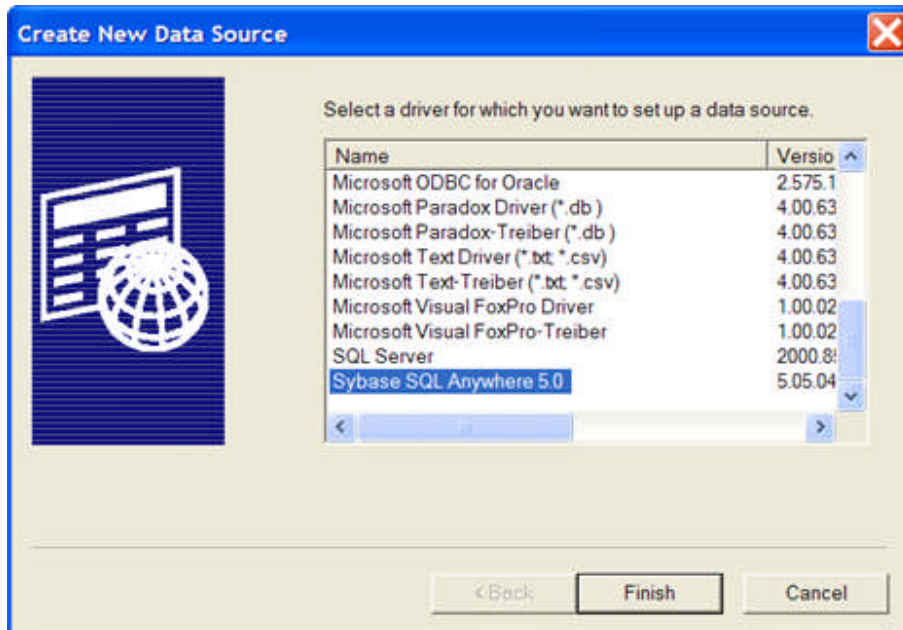 Create New Data Source
Select a driver for which you want to set up a data source.
Name Versio
Microsoft ODBC for Oracle 2.575.1
Microsoft Paradox Driver (*.db ) 4.00.63
Microsoft Paradox-Treiber (*.db ) 4.00.63
Microsoft Text Driver (*.txt; *.csv) 4.00.63
Microsoft Text-Treiber (*.txt; *.csv) 4.00.63
Microsoft Visual FoxPro Driver 1.00.02
Microsoft Visual FoxPro-Treiber 1.00.02
SQL Server 2000.8
Sybase SQL Anywhere 5.0 5.05.04
< Back Finish Cancel